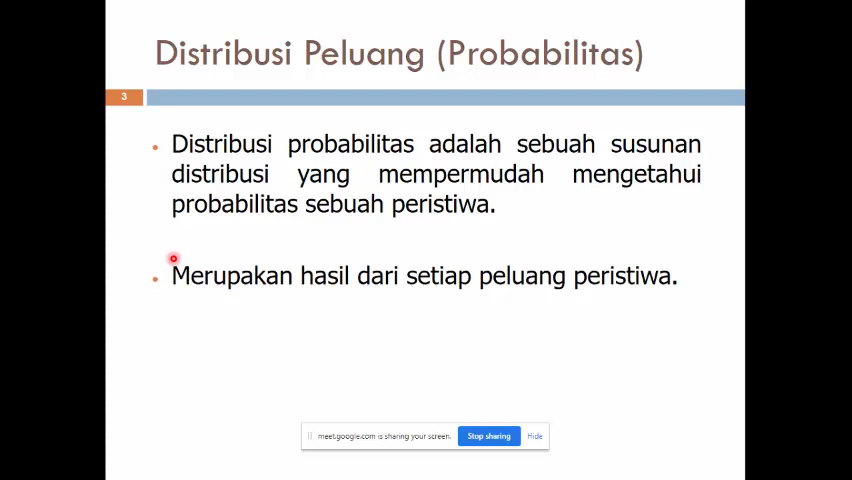 Distribusi Peluang (Probabilitas)
3
Distribusi probabilitas adalah sebuah susunan
distribusi yang mempermudah mengetahui
probabilitas sebuah peristiwa.
Merupakan hasil dari setiap peluang peristiwa.
meet.google.com is sharing your screen. Stop sharing Hide